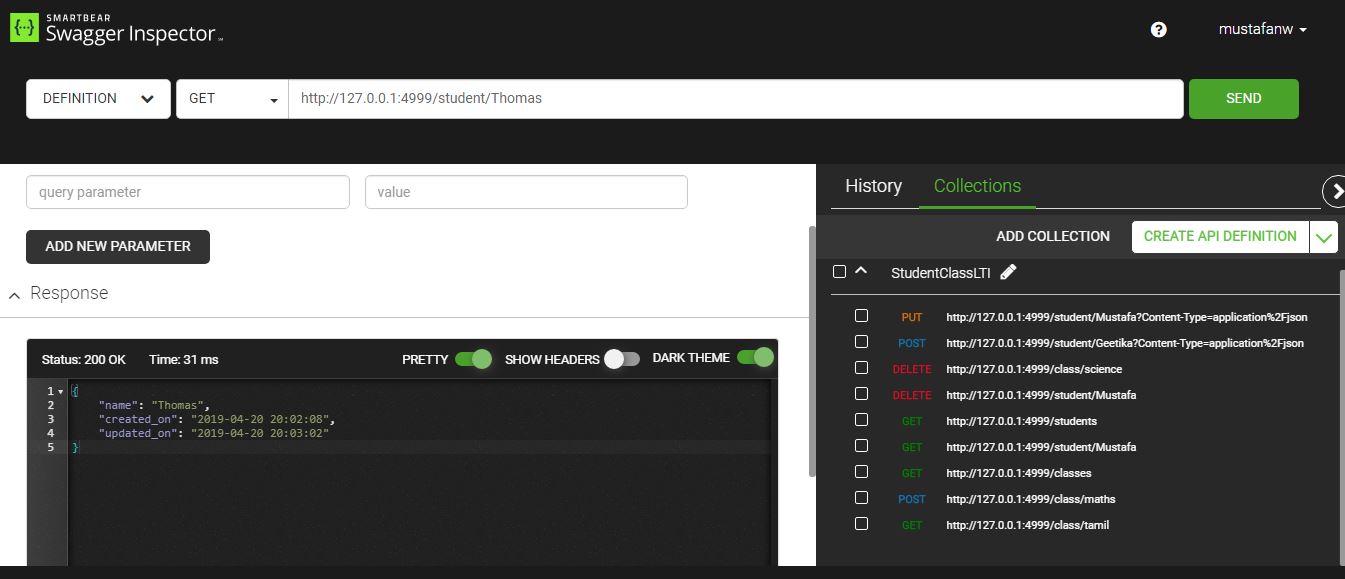 SMARTBEAR
{···} Swagger Inspector
mustafanw
DEFINITION GET http://127.0.0.1:4999/student/Thomas SEND
query parameter value
ADD NEW PARAMETER
Response
Status: 200 OK Time: 31 ms PRETTY SHOW HEADERS DARK THEME
1 {
2 "name": "Thomas",
3 "created_on": "2019-04-20 20:02:08",
4 "updated_on": "2019-04-20 20:03:02"
5 }
History Collections
ADD COLLECTION CREATE API DEFINITION
StudentClassLTI
PUT http://127.0.0.1:4999/student/Mustafa?Content-Type=application%2Fjson
POST http://127.0.0.1:4999/student/Geetika?Content-Type=application%2Fjson
DELETE http://127.0.0.1:4999/class/science
DELETE http://127.0.0.1:4999/student/Mustafa
GET http://127.0.0.1:4999/students
GET http://127.0.0.1:4999/student/Mustafa
GET http://127.0.0.1:4999/classes
POST http://127.0.0.1:4999/class/maths
GET http://127.0.0.1:4999/class/tamil